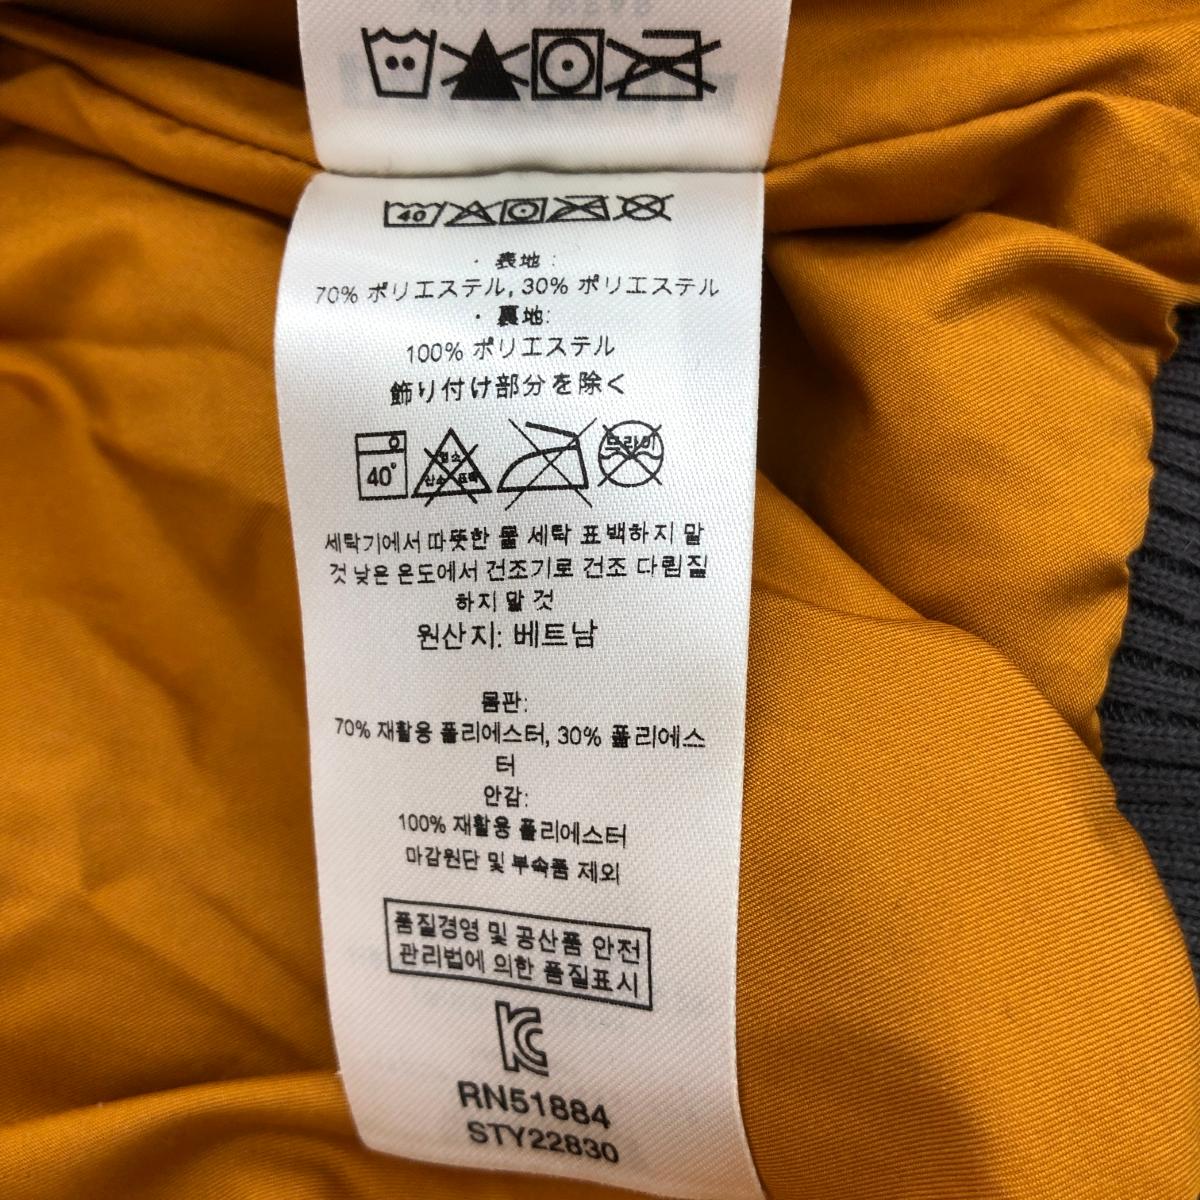 40
・表地:
70% ポリエステル, 30% ポリエステル
・裏地:
100% ポリエステル
飾り付け部分を除く
40°
염소
산소 표백
드라이
세탁기에서 따뜻한 물 세탁 표백하지 말
것 낮은 온도에서 건조기로 건조 다림질
하지 말 것
원산지: 베트남
몸판:
70% 재활용 폴리에스터, 30% 폴리에스
터
안감:
100% 재활용 폴리에스터
마감원단 및 부속품 제외
품질경영 및 공산품 안전
관리법에 의한 품질표시
RN51884
STY22830